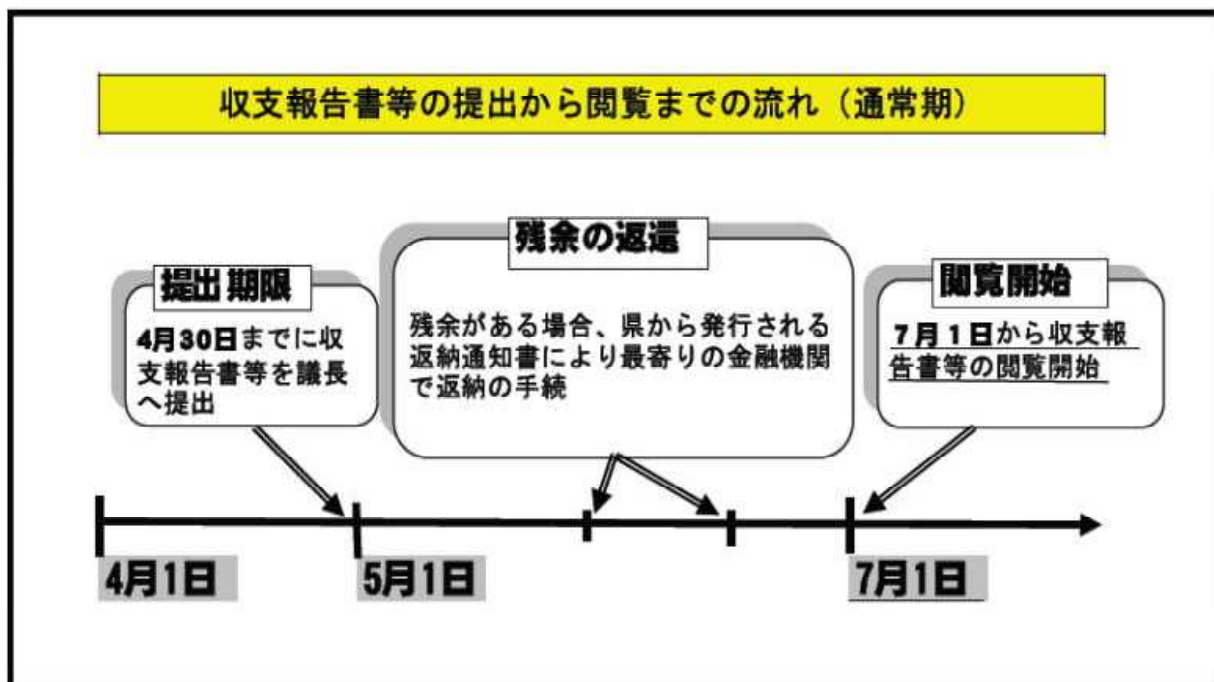 収支報告書等の提出から閲覧までの流れ（通常期）
提出期限
4月30日までに収
支報告書等を議長
へ提出
残余の返還
残余がある場合、県から発行される
返納通知書により最寄りの金融機関
で返納の手続
閲覧開始
７月１日から収支報
告書等の閲覧開始
4月1日
5月1日
7月1日